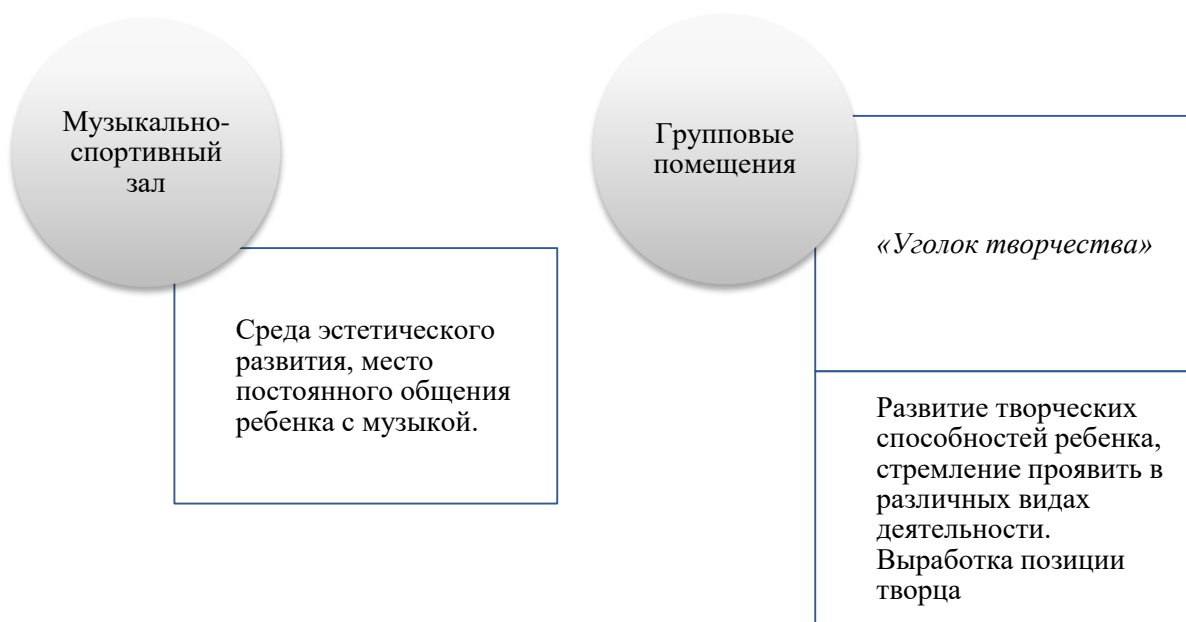 Музыкально-
спортивный
зал
Среда эстетического
развития, место
постоянного общения
ребенка с музыкой.
Групповые
помещения
«Уголок творчества»
Развитие творческих
способностей ребенка,
стремление проявить в
различных видах
деятельности.
Выработка позиции
творца